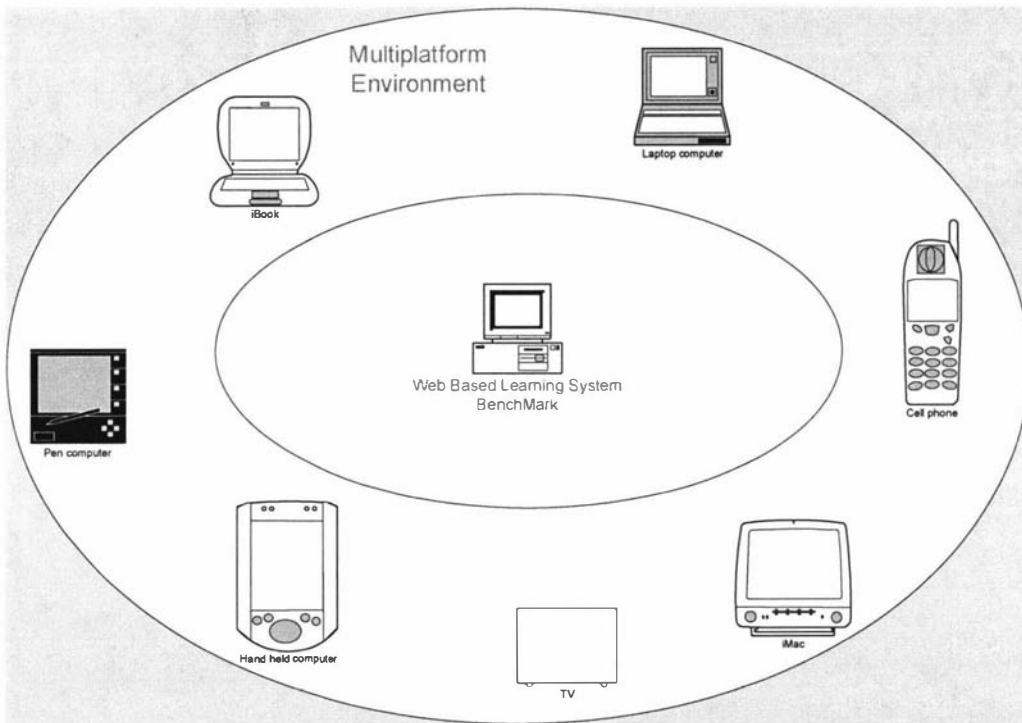 Multiplatform
Environment
Laptop computer
iBook
Cell phone
Web Based Learning System
BenchMark
Pen computer
iMac
Hand held computer
TV